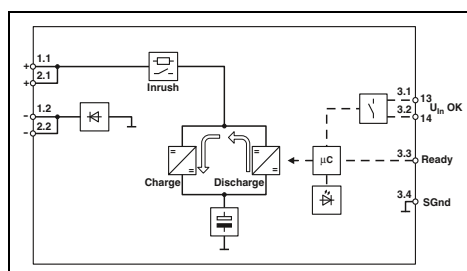 + 1.1
+ 2.1
- 1.2
- 2.2
Inrush
Charge
Discharge
µC
3.1 13
3.2 14
UIn OK
3.3 Ready
3.4 SGnd